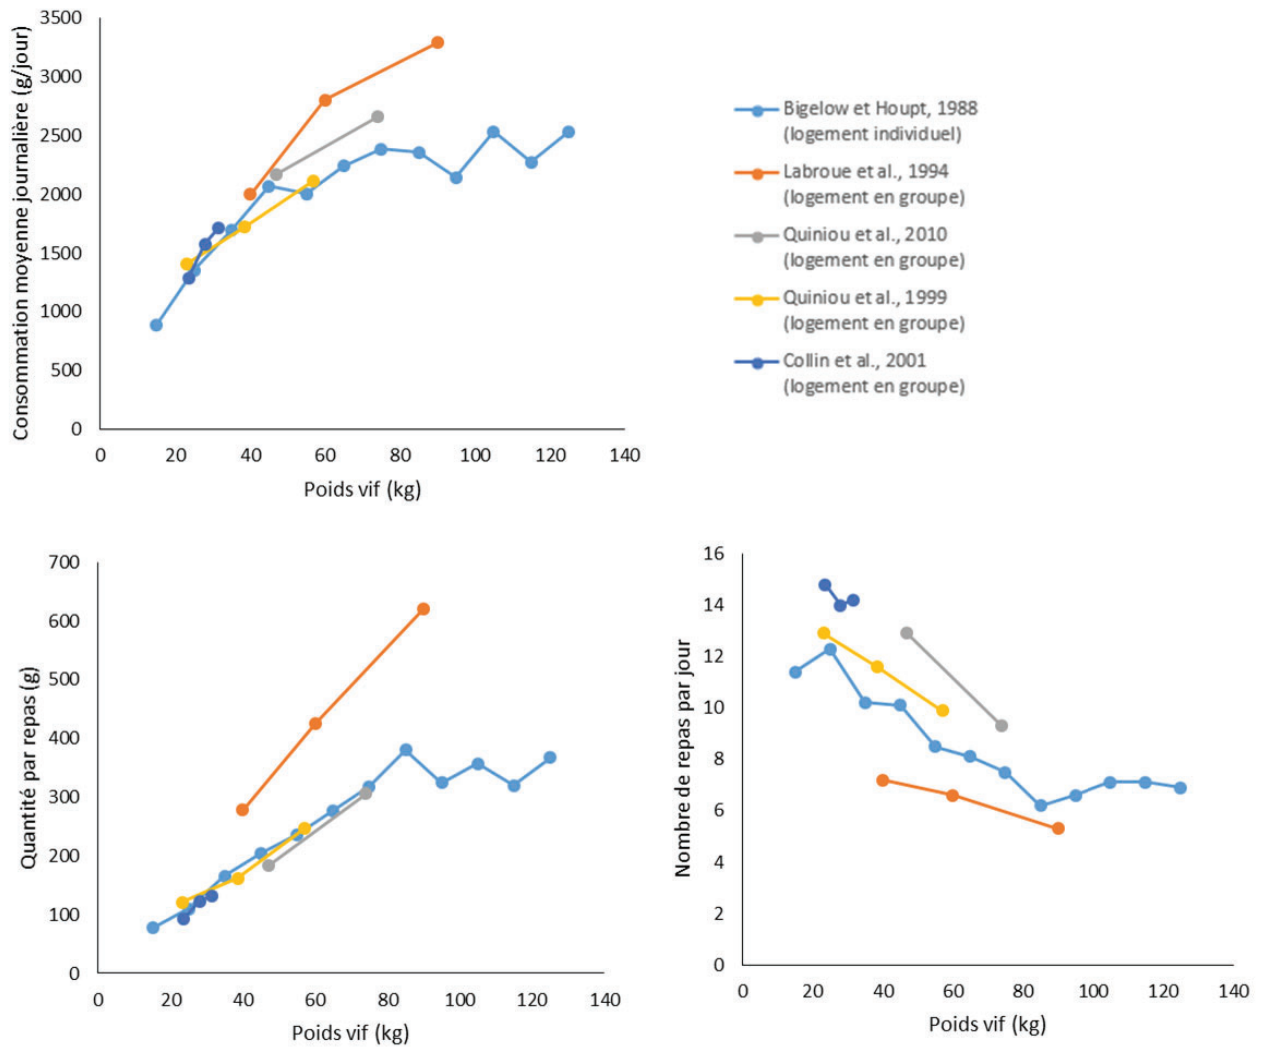 Consommation moyenne journalière (g/jour)
3500
3000
2500
2000
1500
1000
500
0
0 20 40 60 80 100 120 140
Poids vif (kg)
Bigelow et Houpt, 1988
(logement individuel)
Labroue et al., 1994
(logement en groupe)
Quiniou et al., 2010
(logement en groupe)
Quiniou et al., 1999
(logement en groupe)
Collin et al., 2001
(logement en groupe)
Quantité par repas (g)
700
600
500
400
300
200
100
0
0 20 40 60 80 100 120 140
Poids vif (kg)
Nombre de repas par jour
16
14
12
10
8
6
4
2
0
0 20 40 60 80 100 120 140
Poids vif (kg)